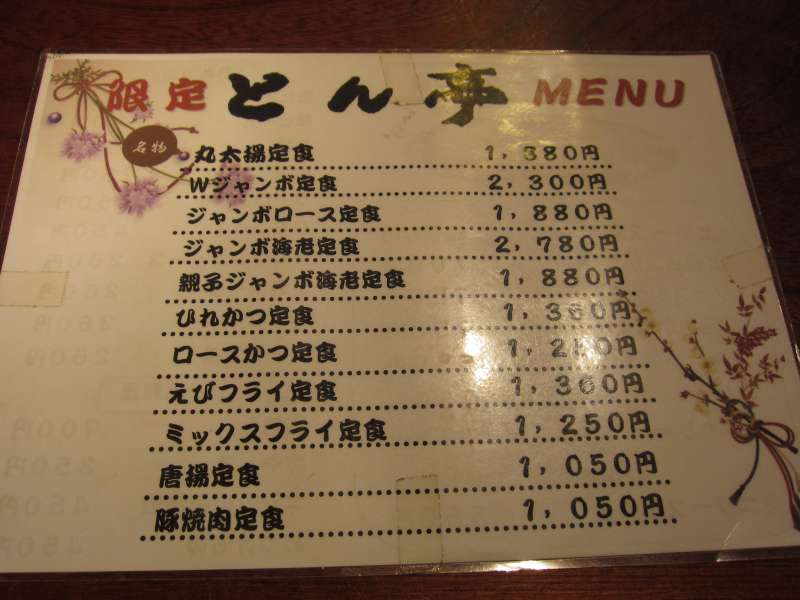 限定 とん亭 MENU
名物
丸太揚定食 1,380円
Wジャンボ定食 2,300円
ジャンボロース定食 1,880円
ジャンボ海老定食 2,780円
親子ジャンボ海老定食 1,880円
ひれかつ定食 1,360円
ロースかつ定食 1,250円
えびフライ定食 1,360円
ミックスフライ定食 1,250円
唐揚定食 1,050円
豚焼肉定食 1,050円